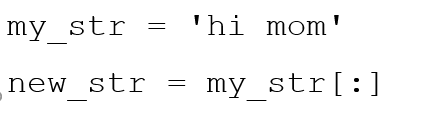 my_str = 'hi mom'
new_str = my_str[:]